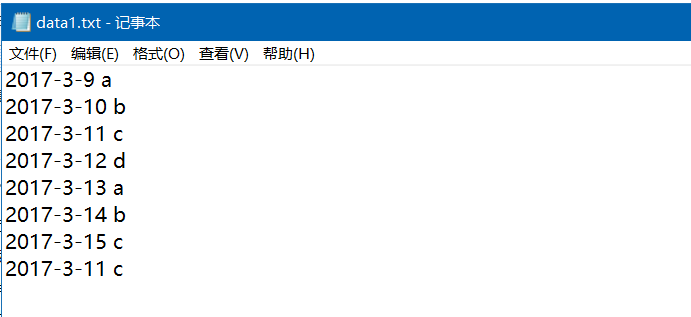 data1.txt - 记事本
文件(F) 编辑(E) 格式(O) 查看(V) 帮助(H)
2017-3-9 a
2017-3-10 b
2017-3-11 c
2017-3-12 d
2017-3-13 a
2017-3-14 b
2017-3-15 c
2017-3-11 c